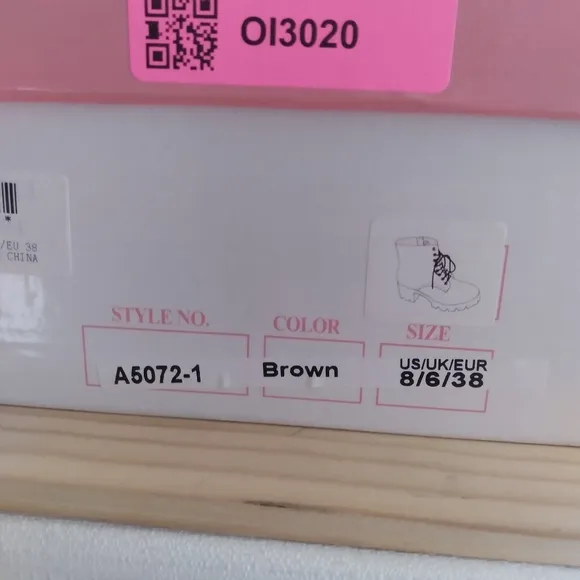 OI3020
/EU 38
CHINA
STYLE NO.
COLOR
SIZE
A5072-1
Brown
US/UK/EUR
8/6/38